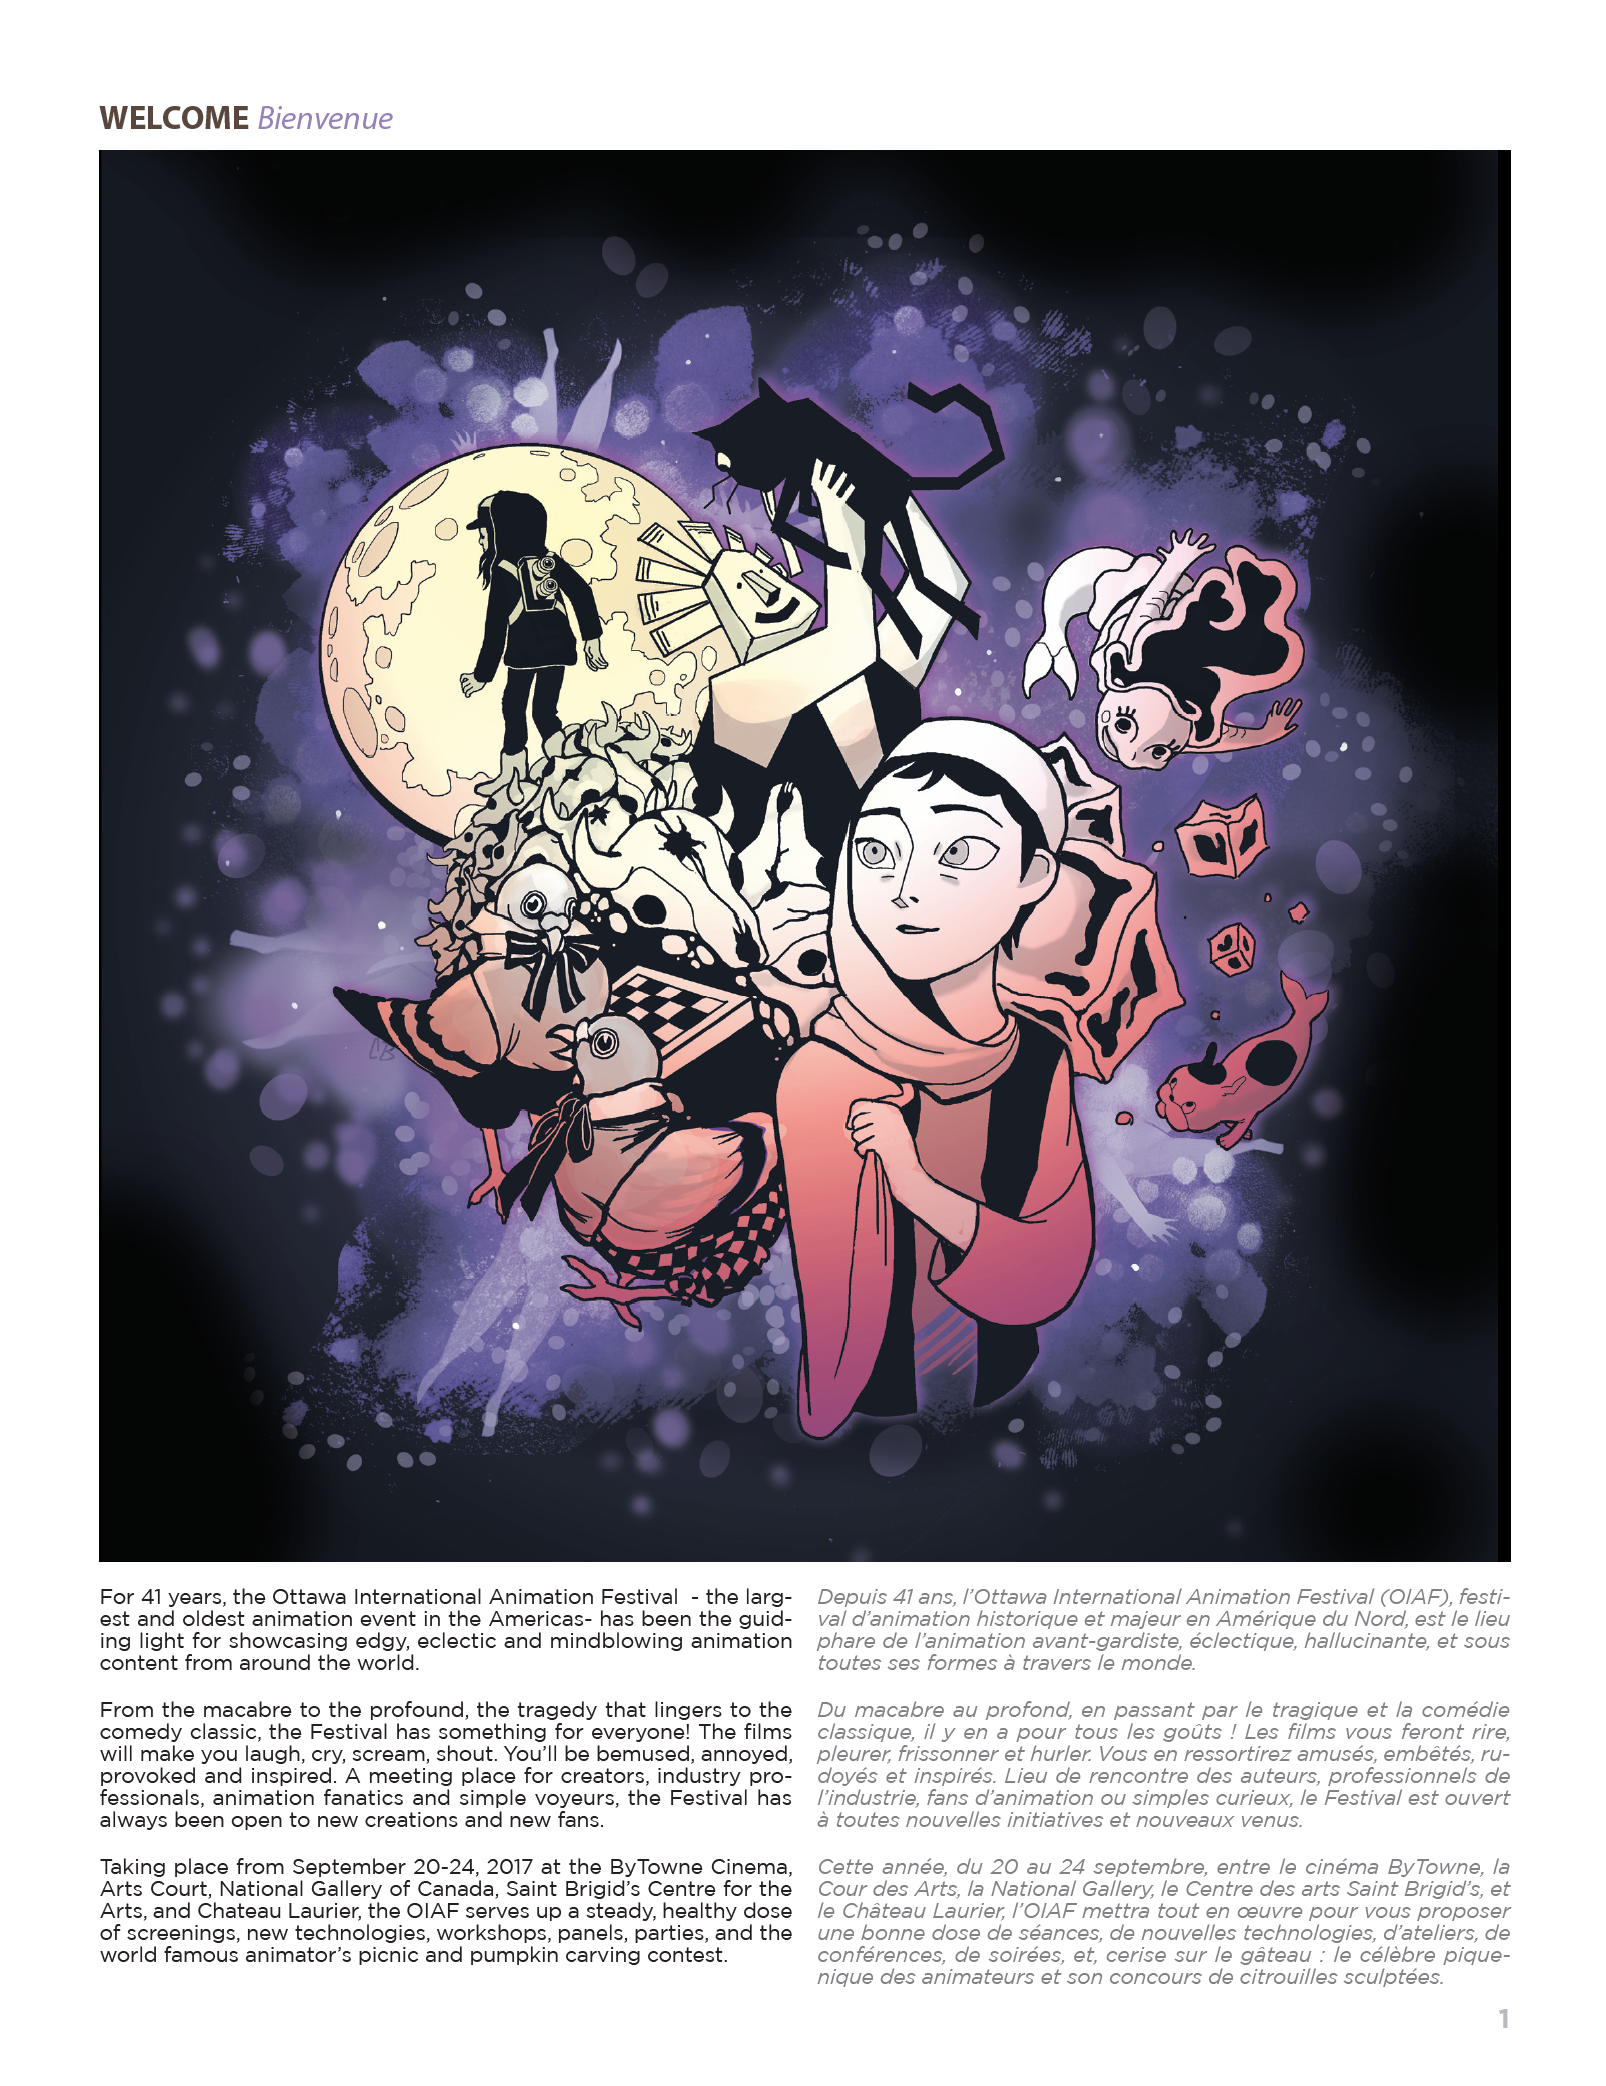 WELCOME Bienvenue
LB
For 41 years, the Ottawa International Animation Festival - the larg-
est and oldest animation event in the Americas- has been the guid-
ing light for showcasing edgy, eclectic and mindblowing animation
content from around the world.
From the macabre to the profound, the tragedy that lingers to the
comedy classic, the Festival has something for everyone! The films
will make you laugh, cry, scream, shout. You'll be bemused, annoyed,
provoked and inspired. A meeting place for creators, industry pro-
fessionals, animation fanatics and simple voyeurs, the Festival has
always been open to new creations and new fans.
Taking place from September 20-24, 2017 at the ByTowne Cinema,
Arts Court, National Gallery of Canada, Saint Brigid's Centre for the
Arts, and Chateau Laurier, the OIAF serves up a steady, healthy dose
of screenings, new technologies, workshops, panels, parties, and the
world famous animator's picnic and pumpkin carving contest.
Depuis 41 ans, l'Ottawa International Animation Festival (OIAF), festi-
val d'animation historique et majeur en Amérique du Nord, est le lieu
phare de l'animation avant-gardiste, éclectique, hallucinante, et sous
toutes ses formes à travers le monde.
Du macabre au profond, en passant par le tragique et la comédie
classique, il y en a pour tous les goûts ! Les films vous feront rire,
pleurer, frissonner et hurler. Vous en ressortirez amusés, embêtés, ru-
doyés et inspirés. Lieu de rencontre des auteurs, professionnels de
l'industrie, fans d'animation ou simples curieux, le Festival est ouvert
à toutes nouvelles initiatives et nouveaux venus.
Cette année, du 20 au 24 septembre, entre le cinéma ByTowne, la
Cour des Arts, la National Gallery, le Centre des arts Saint Brigid's, et
le Château Laurier, l'OIAF mettra tout en œuvre pour vous proposer
une bonne dose de séances, de nouvelles technologies, d'ateliers, de
conférences, de soirées, et, cerise sur le gâteau : le célèbre pique-
nique des animateurs et son concours de citrouilles sculptées.
1